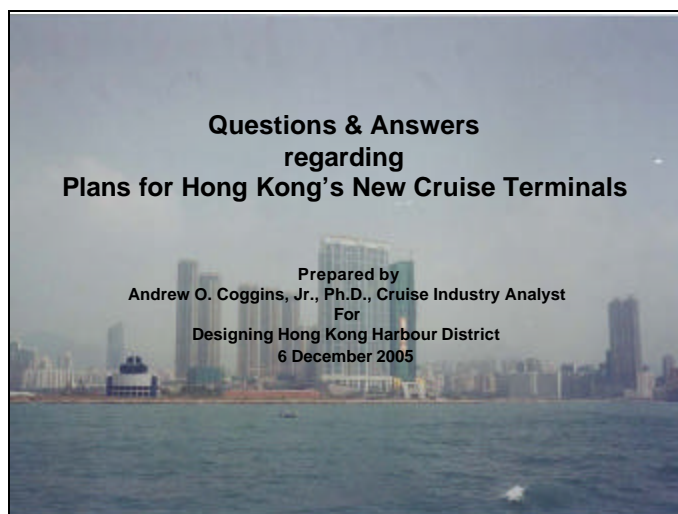 Questions & Answers
regarding
Plans for Hong Kong's New Cruise Terminals
Prepared by
Andrew O. Coggins, Jr., Ph.D., Cruise Industry Analyst
For
Designing Hong Kong Harbour District
6 December 2005